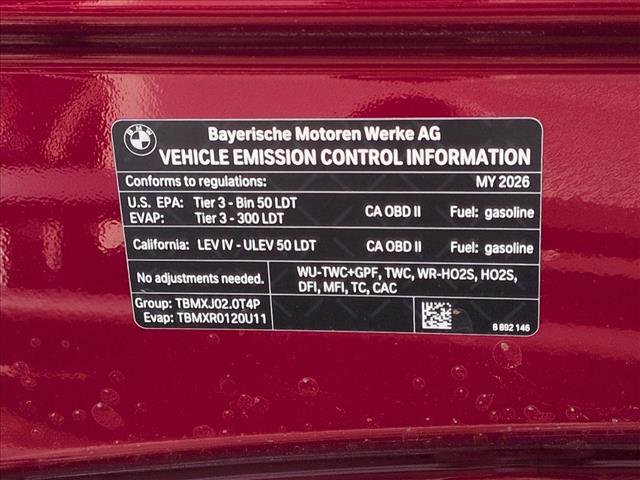 BMW
Bayerische Motoren Werke AG
VEHICLE EMISSION CONTROL INFORMATION
Conforms to regulations: MY 2026
U.S. EPA: Tier 3 - Bin 50 LDT CA OBD II Fuel: gasoline
EVAP: Tier 3 - 300 LDT
California: LEV IV - ULEV 50 LDT CA OBD II Fuel: gasoline
No adjustments needed. WU-TWC+GPF, TWC, WR-HO2S, HO2S,
DFI, MFI, TC, CAC
Group: TBMXJ02.0T4P
Evap: TBMXR0120U11
8 892 146